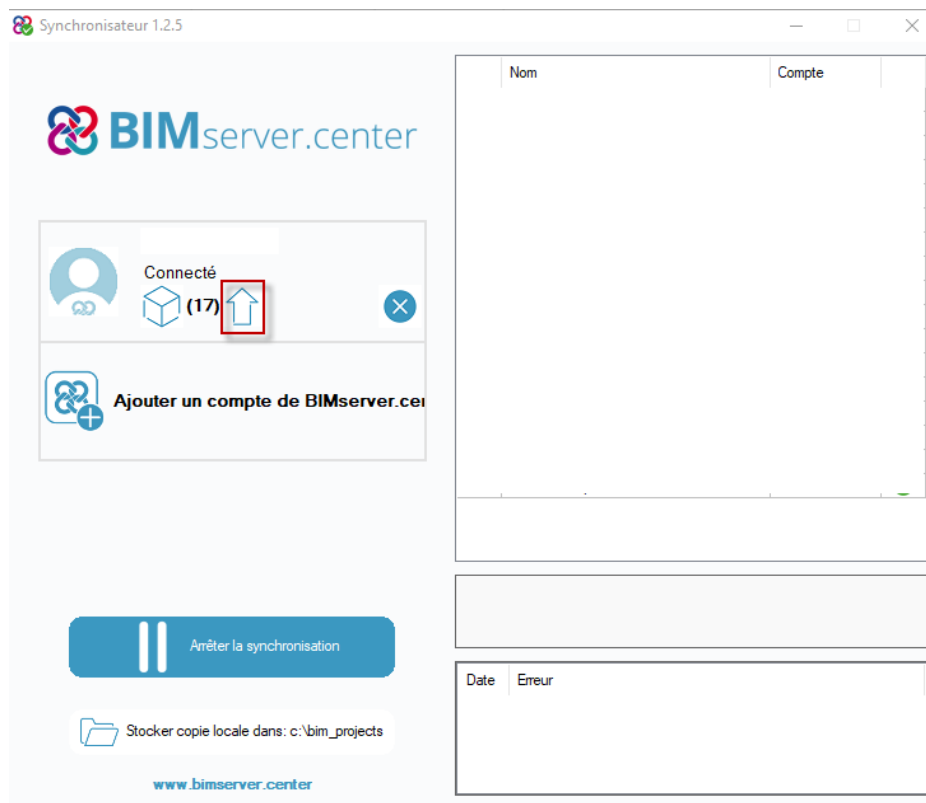 Synchronisateur 1.2.5
BIMserver.center
Connecté
(17)
Ajouter un compte de BIMserver.cer
Arrêter la synchronisation
Stocker copie locale dans: c:\bim_projects
www.bimserver.center
Nom Compte
Date Erreur